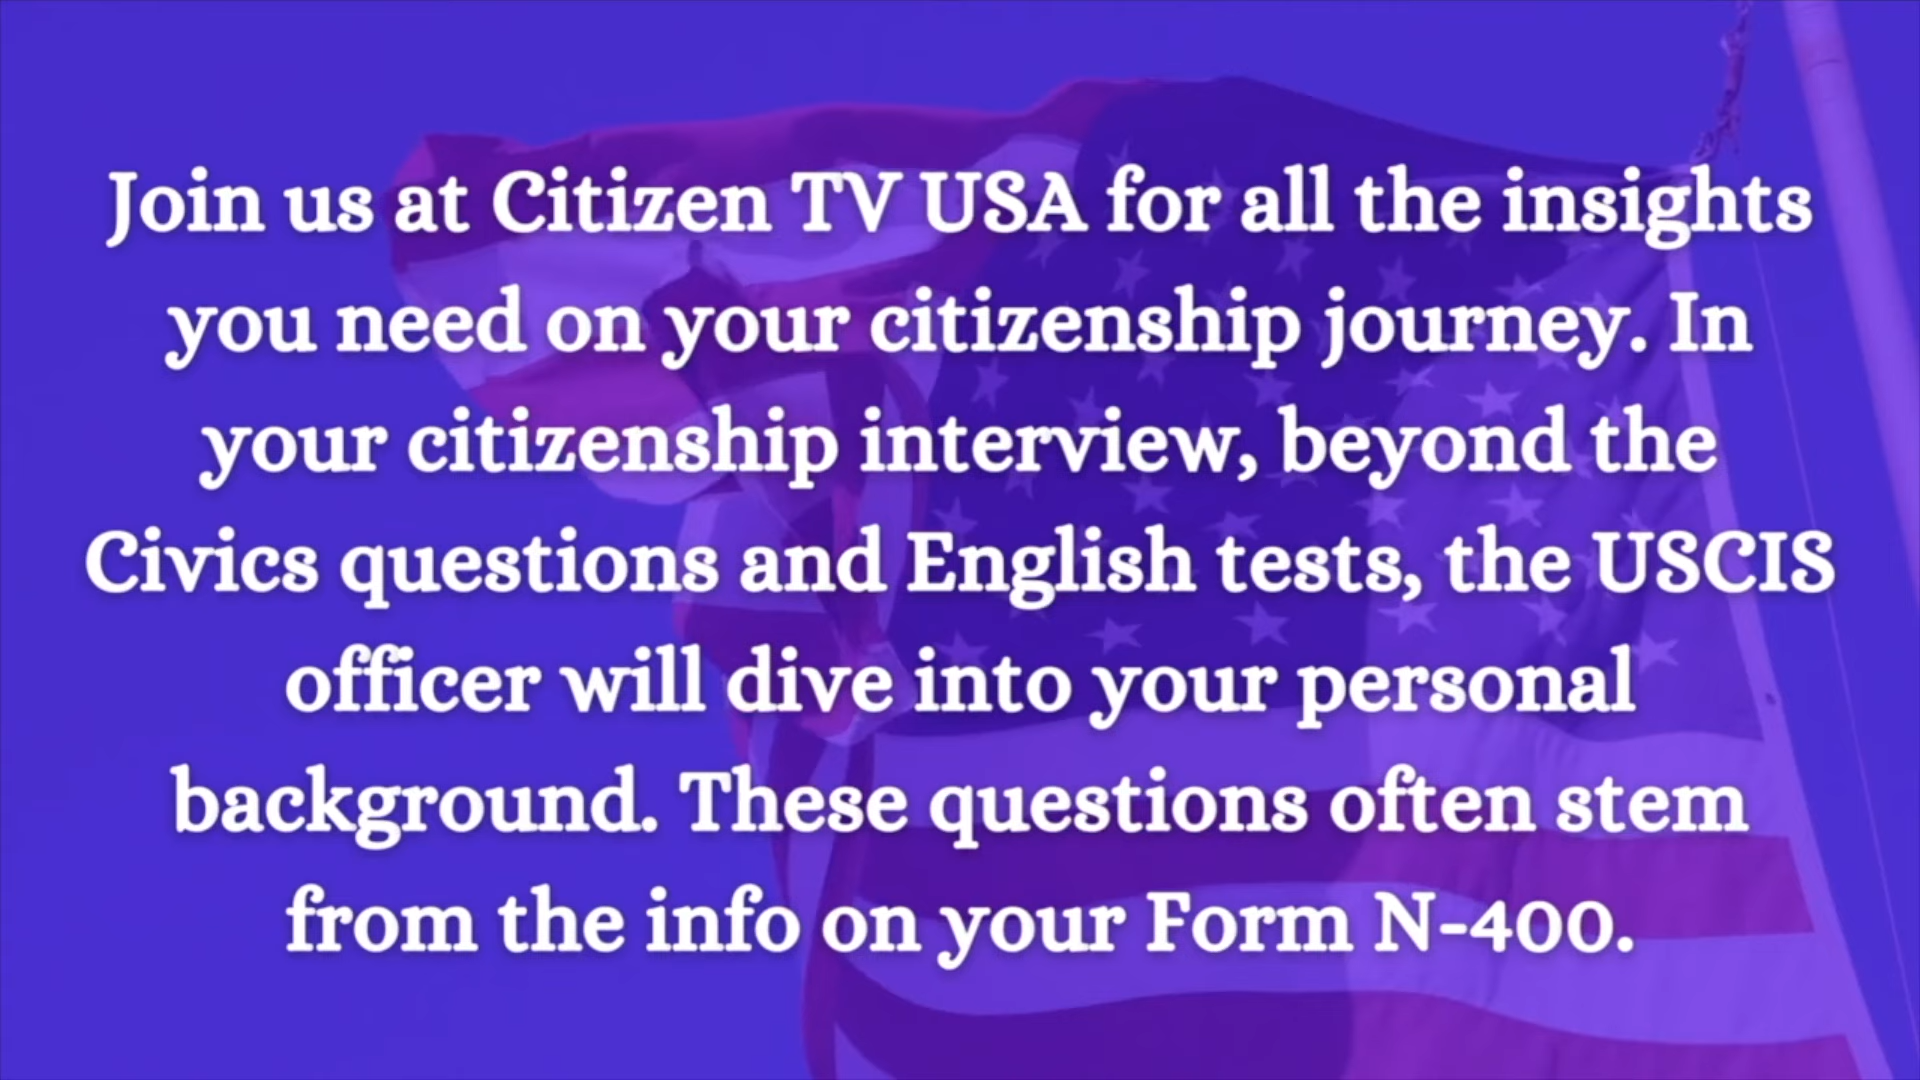 Join us at Citizen TV USA for all the insights
you need on your citizenship journey. In
your citizenship interview, beyond the
Civics questions and English tests, the USCIS
officer will dive into your personal
background. These questions often stem
from the info on your Form N-400.